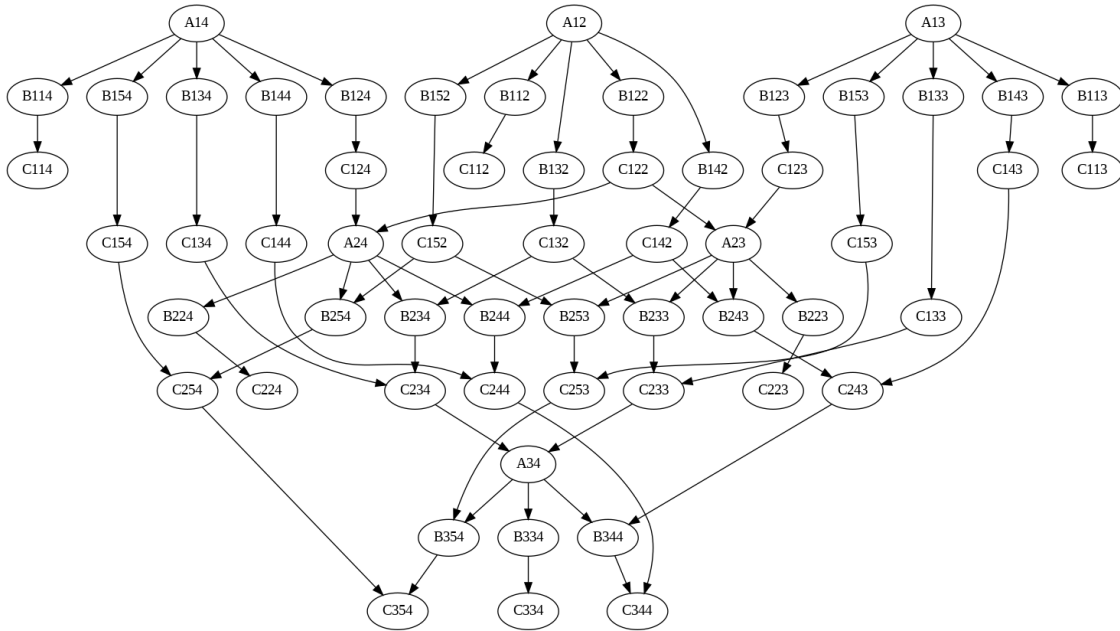 A14 A12 A13
B114 B154 B134 B144 B124 B152 B112 B122 B123 B153 B133 B143 B113
C114 C124 C112 B132 C122 B142 C123 C143 C113
C154 C134 C144 A24 C152 C132 C142 A23 C153
B224 B254 B234 B244 B253 B233 B243 B223 C133
C254 C224 C234 C244 C253 C233 C223 C243
A34
B354 B334 B344
C354 C334 C344